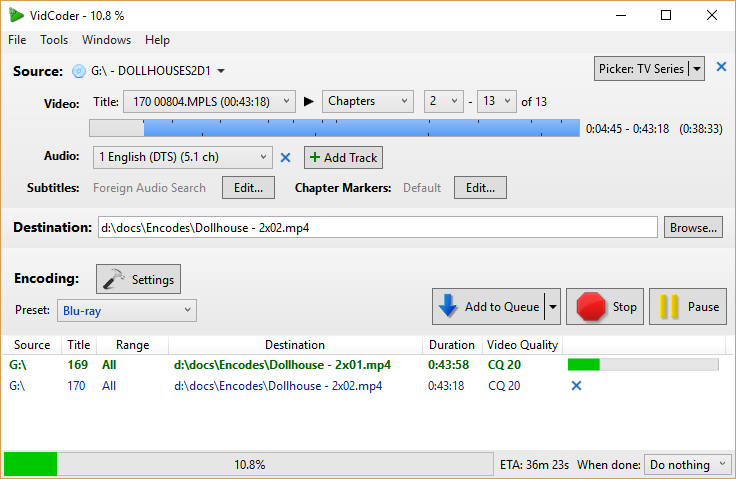 VidCoder - 10.8 %
File Tools Windows Help
Source: G:\ - DOLLHOUSES2D1 Picker: TV Series
Video: Title: 170 00804.MPLS (00:43:18) Chapters 2 - 13 of 13
0:04:45 - 0:43:18 (0:38:33)
Audio: 1 English (DTS) (5.1 ch) Add Track
Subtitles: Foreign Audio Search Edit... Chapter Markers: Default Edit...
Destination: d:\docs\Encodes\Dollhouse - 2x02.mp4 Browse...
Encoding: Settings
Preset: Blu-ray Add to Queue Stop Pause
Source Title Range Destination Duration Video Quality
G:\ 169 All d:\docs\Encodes\Dollhouse - 2x01.mp4 0:43:58 CQ 20
G:\ 170 All d:\docs\Encodes\Dollhouse - 2x02.mp4 0:43:18 CQ 20
10.8% ETA: 36m 23s When done: Do nothing